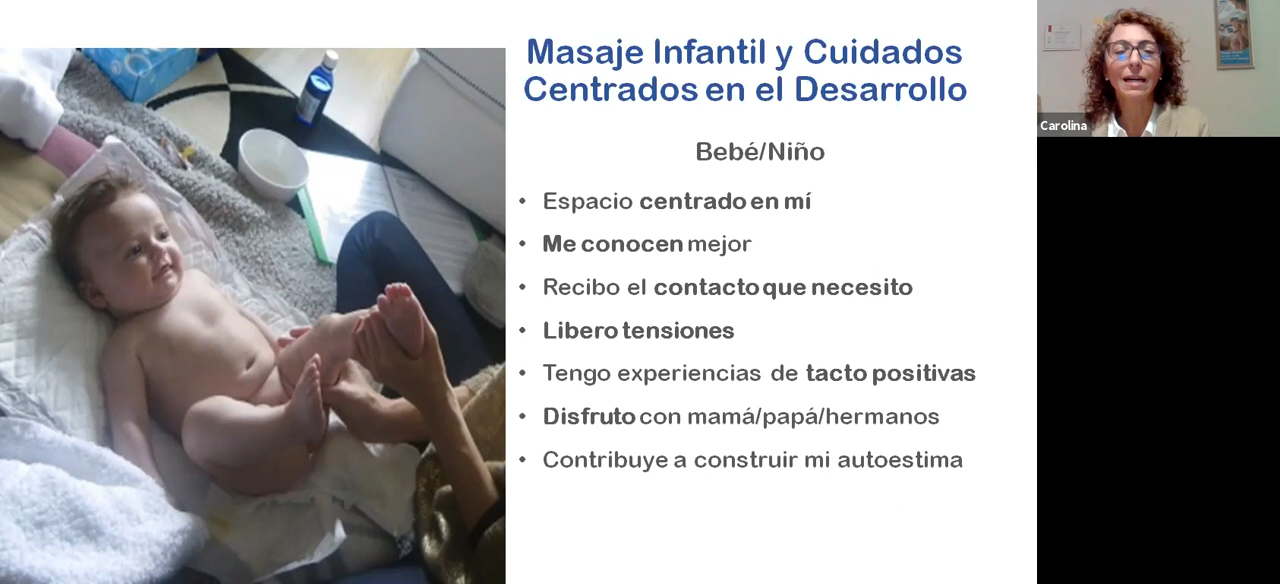 Masaje Infantil y Cuidados
Centrados en el Desarrollo
Bebé/Niño
• Espacio centrado en mí
• Me conocen mejor
• Recibo el contacto que necesito
• Libero tensiones
• Tengo experiencias de tacto positivas
• Disfruto con mamá/papá/hermanos
• Contribuye a construir mi autoestima
Carolina